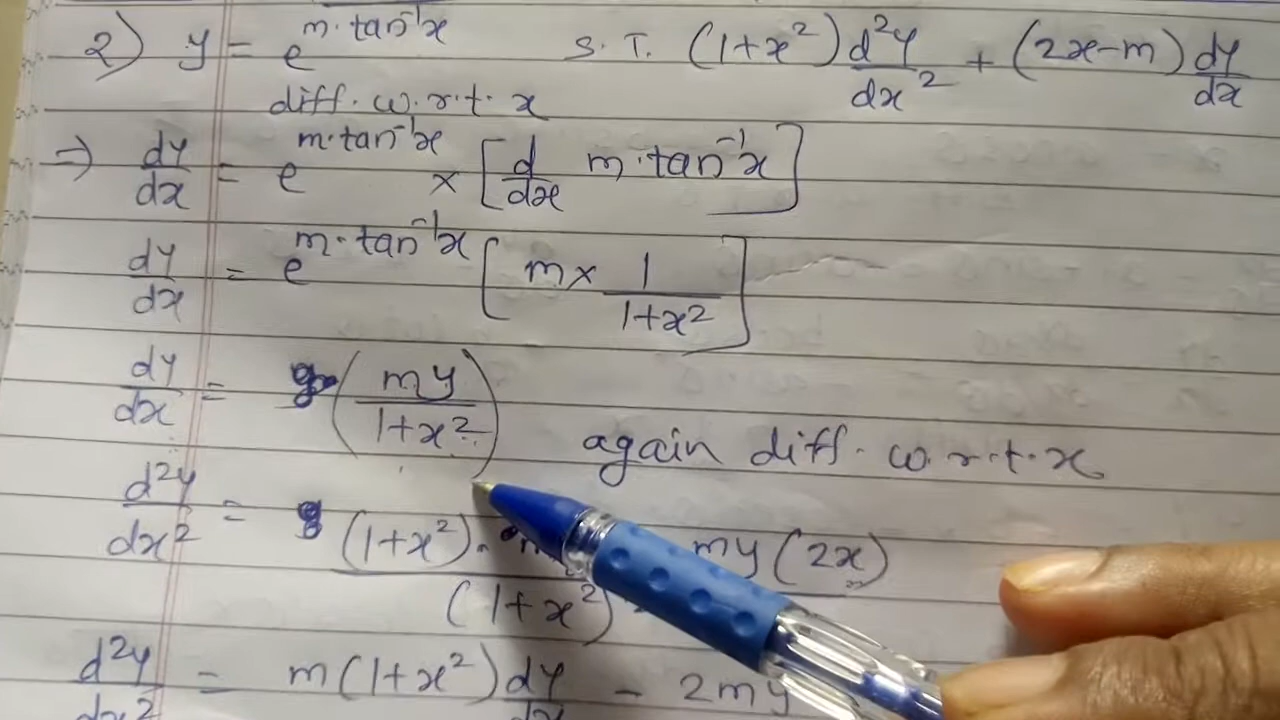 2) y = e^{m·tan⁻¹x}   S.T. (1+x²) d²y/dx² + (2x-m) dy/dx
diff. w.r.t. x
⇒ dy/dx = e^{m·tan⁻¹x} × [d/dx m·tan⁻¹x]
dy/dx = e^{m·tan⁻¹x} [m× 1/1+x²]
dy/dx = (my/1+x²) again diff. w.r.t. x
d²y/dx² = (1+x²)· my(2x) / (1+x²)
d²y/dx² = m(1+x²) dy/dx - 2my